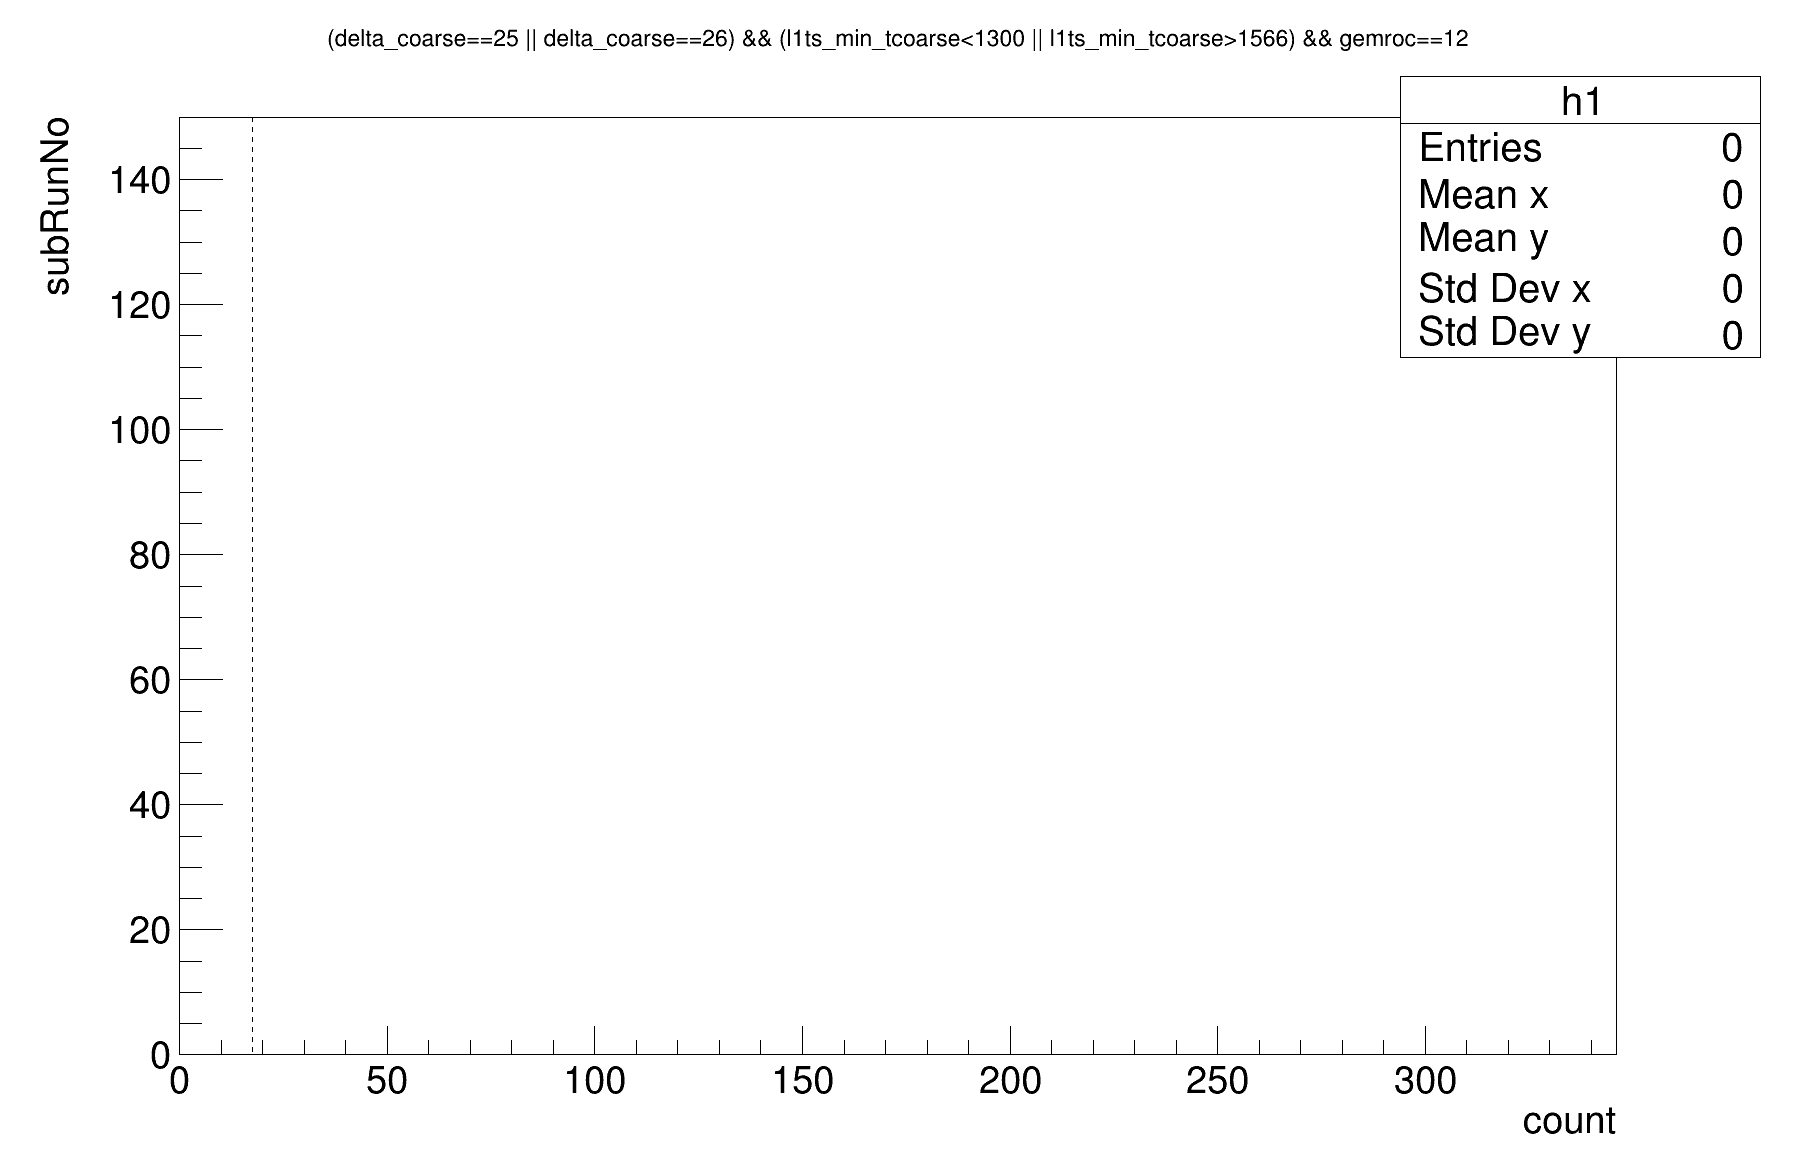 (delta_coarse==25 || delta_coarse==26) && (l1ts_min_tcoarse<1300 || l1ts_min_tcoarse>1566) && gemroc==12
h1
Entries 0
Mean x 0
Mean y 0
Std Dev x 0
Std Dev y 0
subRunNo
140
120
100
80
60
40
20
0
0 50 100 150 200 250 300
count